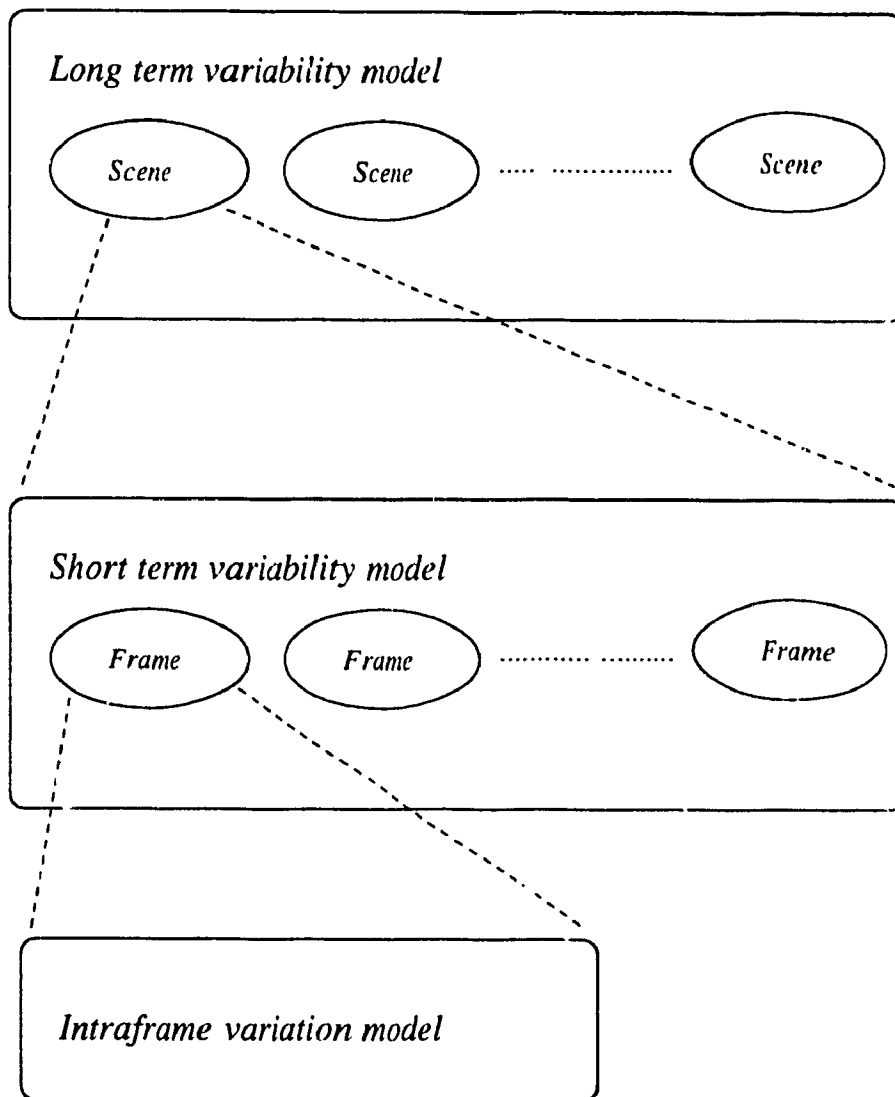 Long term variability model
Scene Scene Scene
Short term variability model
Frame Frame Frame
Intraframe variation model